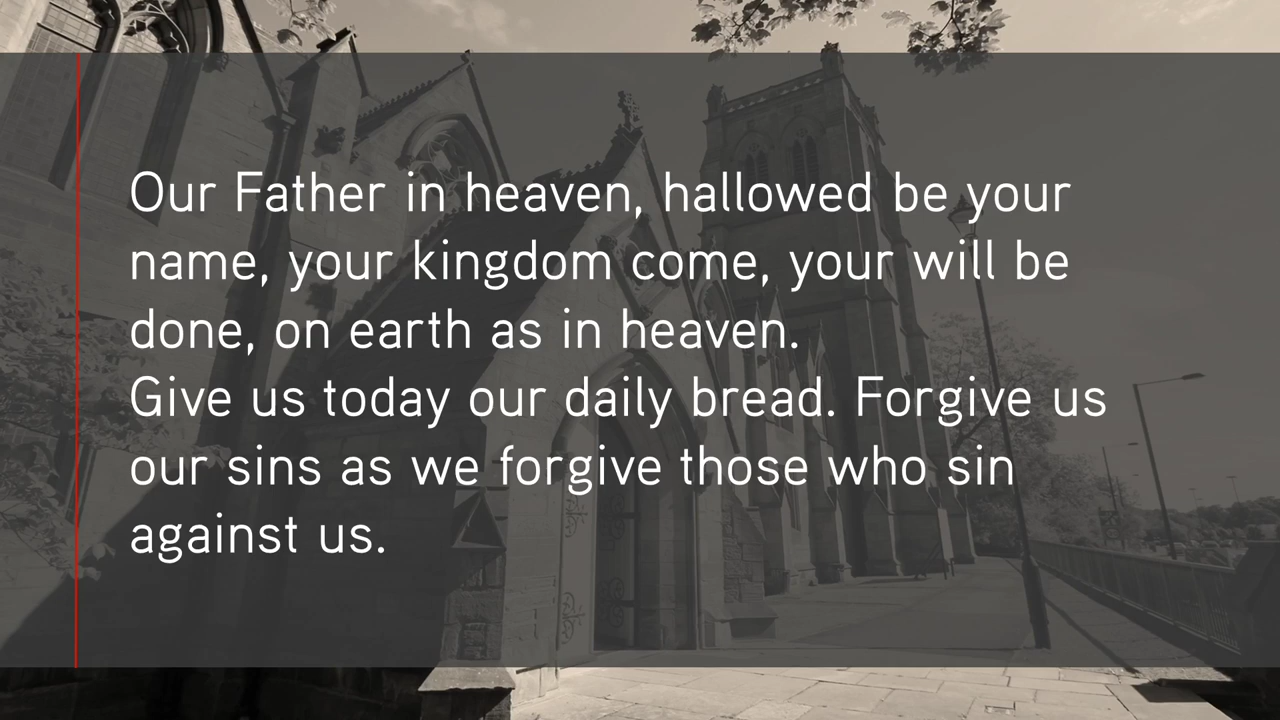 Our Father in heaven, hallowed be your
name, your kingdom come, your will be
done, on earth as in heaven.
Give us today our daily bread. Forgive us
our sins as we forgive those who sin
against us.